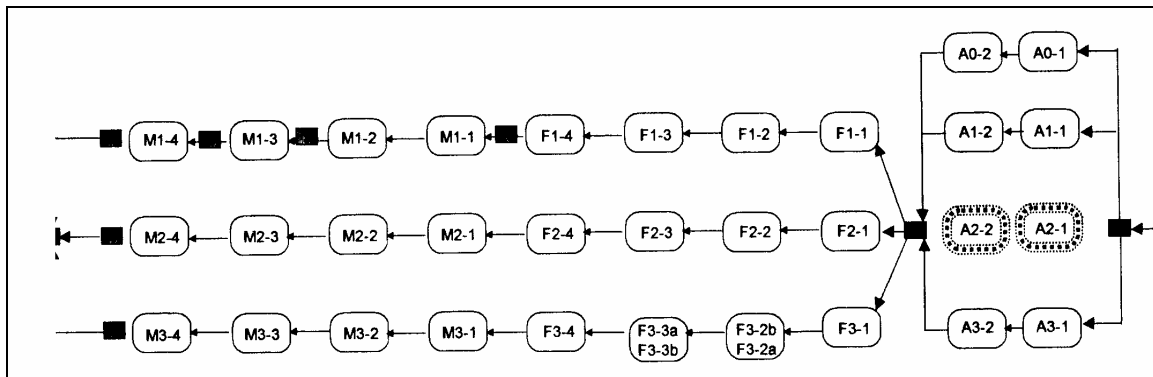 A0-2 A0-1
M1-4 M1-3 M1-2 M1-1 F1-4 F1-3 F1-2 F1-1 A1-2 A1-1
M2-4 M2-3 M2-2 M2-1 F2-4 F2-3 F2-2 F2-1 A2-2 A2-1
M3-4 M3-3 M3-2 M3-1 F3-4 F3-3a F3-2b F3-1 A3-2 A3-1
F3-3b F3-2a